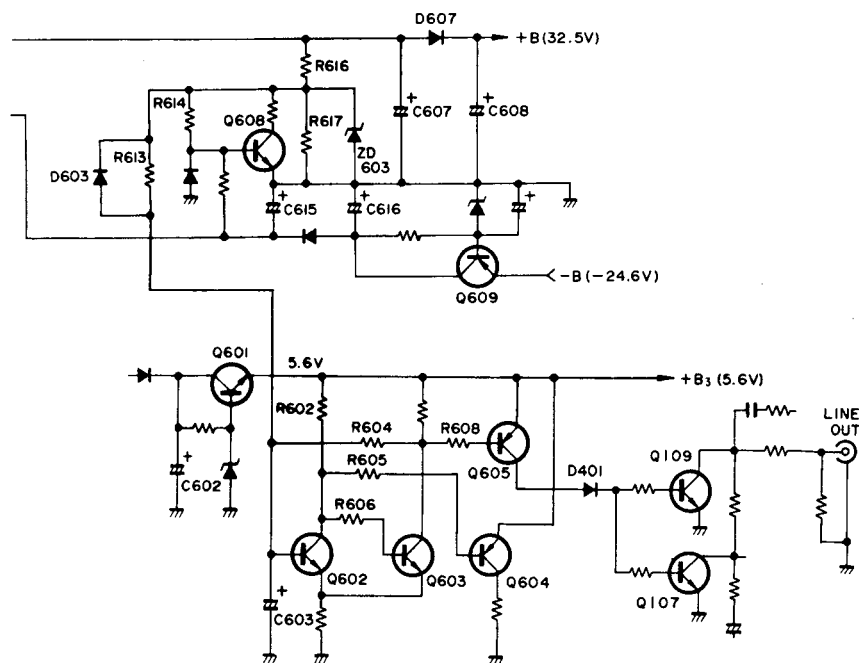 D607
+B (32.5V)
R616
R614
Q608
R617
+
C607
+
C608
ZD
603
D603
R613
+
C615
+
C616
+
Q609
-B (-24.6V)
Q601
5.6V
+B3 (5.6V)
R602
R604
R608
LINE
OUT
+
C602
R605
Q605
D401
Q109
R606
Q602
Q603
Q604
Q107
+
C603